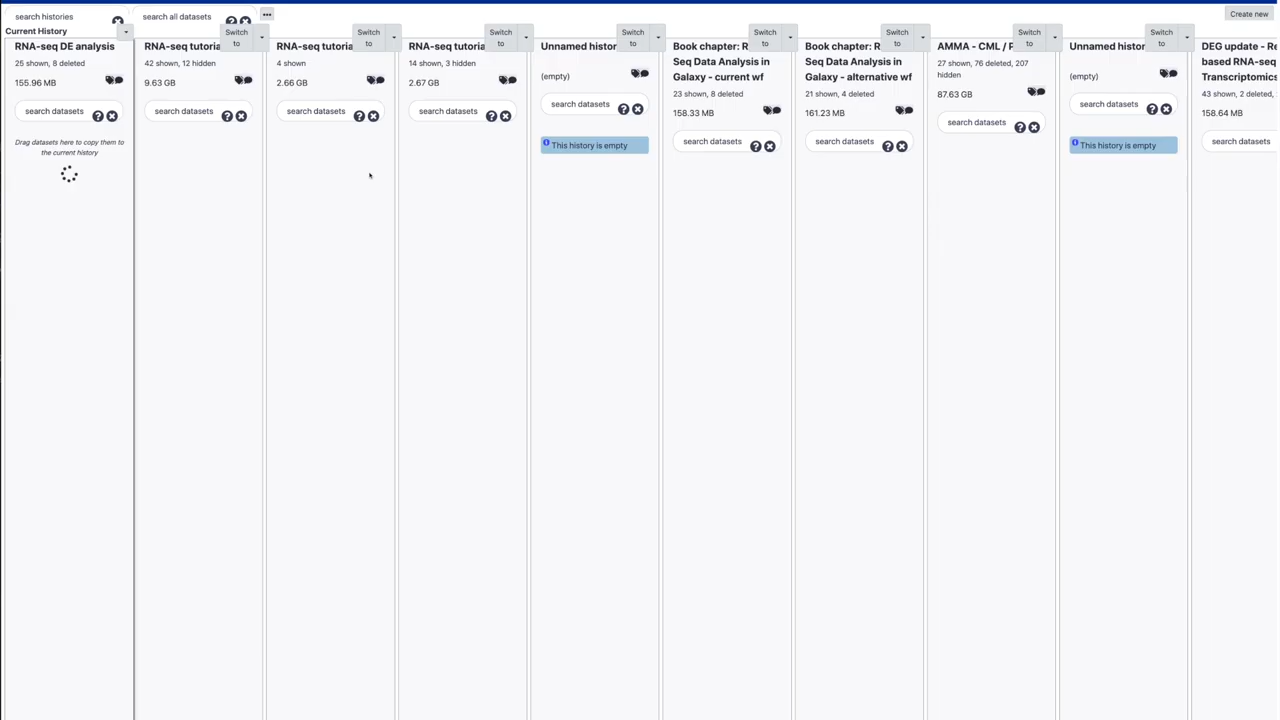 search histories
search all datasets
Create new
Current History
RNA-seq DE analysis
25 shown, 8 deleted
155.96 MB
search datasets
Drag datasets here to copy them to
the current history
Switch
to
RNA-seq tutoria
42 shown, 12 hidden
9.63 GB
search datasets
Switch
to
RNA-seq tutoria
4 shown
2.66 GB
search datasets
Switch
to
RNA-seq tutoria
14 shown, 3 hidden
2.67 GB
search datasets
Switch
to
Unnamed histor
(empty)
search datasets
This history is empty
Switch
to
Book chapter: R
Seq Data Analysis in
Galaxy - current wf
23 shown, 8 deleted
158.33 MB
search datasets
Switch
to
Book chapter: R
Seq Data Analysis in
Galaxy - alternative wf
21 shown, 4 deleted
161.23 MB
search datasets
Switch
to
AMMA - CML / P
27 shown, 76 deleted, 207
hidden
87.63 GB
search datasets
Switch
to
Unnamed histor
(empty)
search datasets
This history is empty
DEG update - Re
based RNA-seq
Transcriptomics
43 shown, 2 deleted,
158.64 MB
search datasets